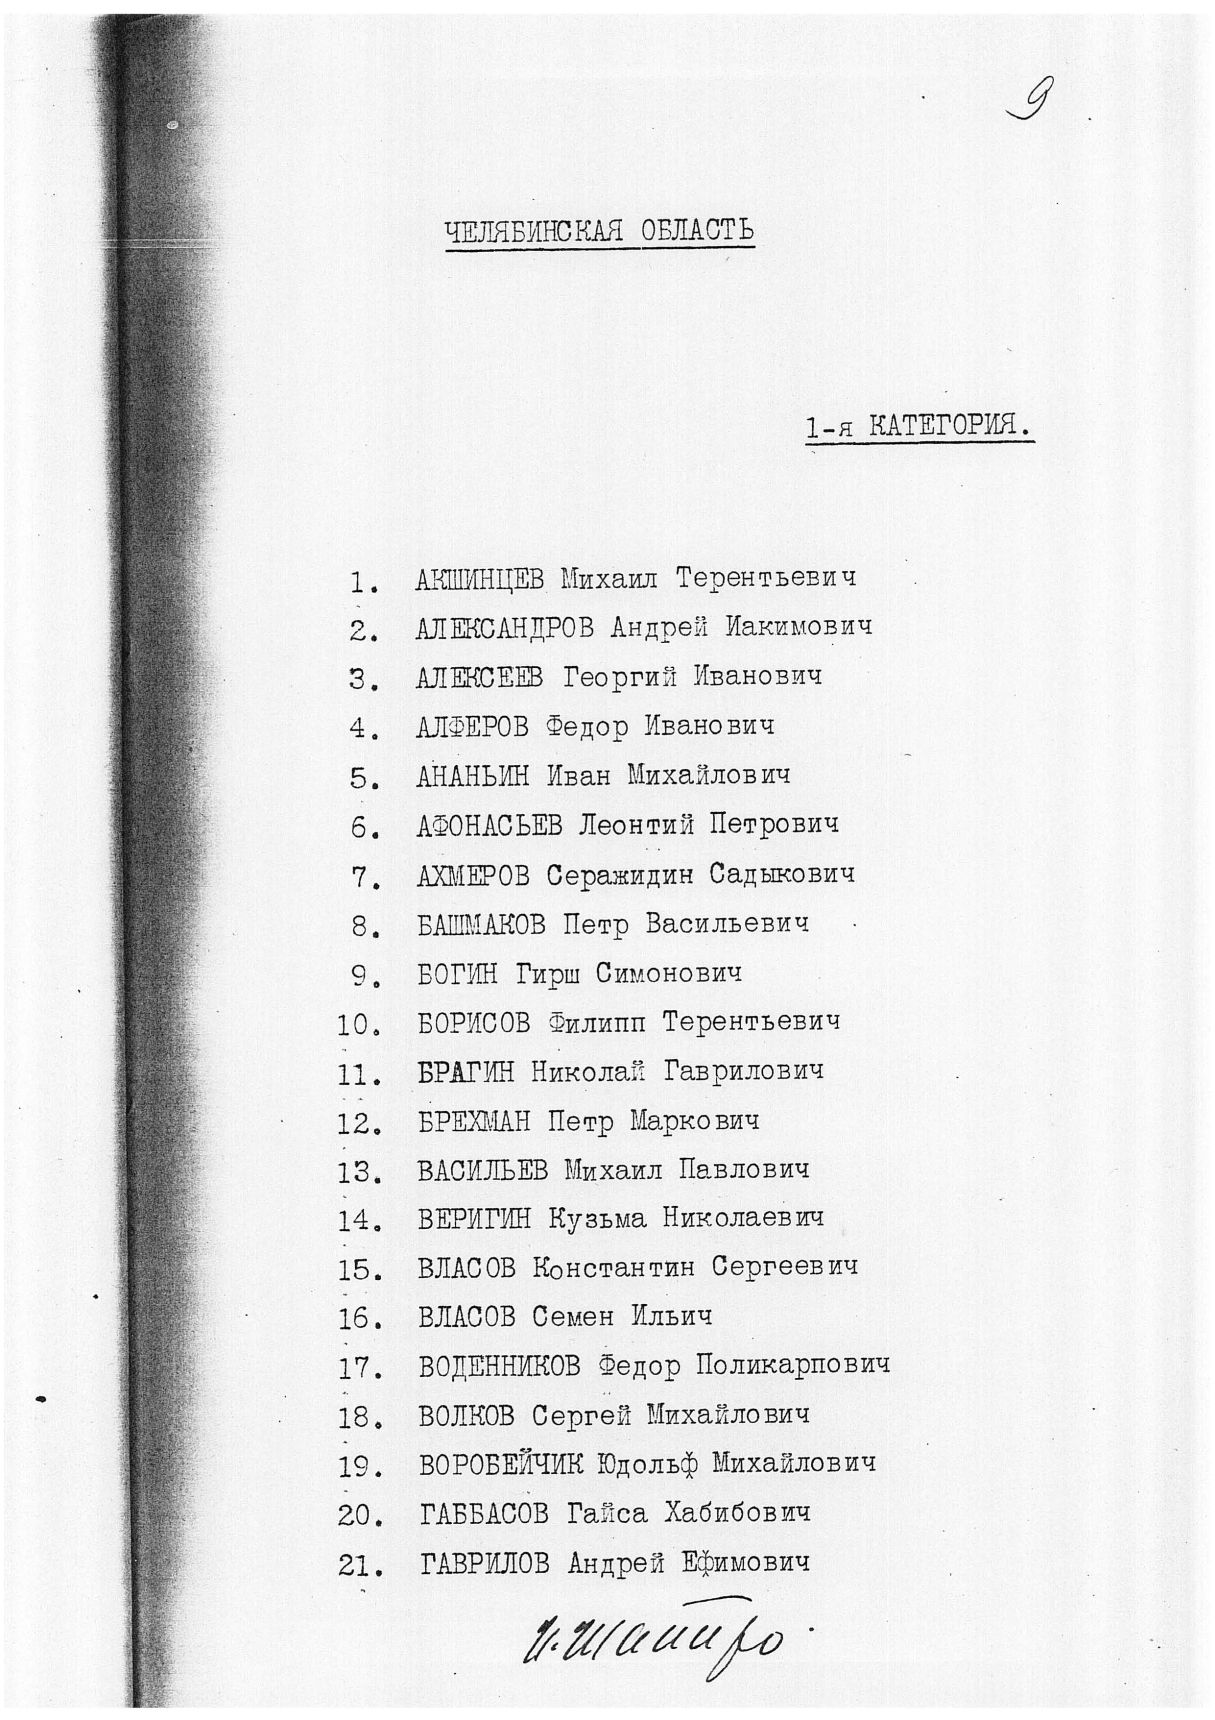 9
ЧЕЛЯБИНСКАЯ ОБЛАСТЬ
1-я КАТЕГОРИЯ.
1. АКШИНЦЕВ Михаил Терентьевич
2. АЛЕКСАНДРОВ Андрей Иакимович
3. АЛЕКСЕЕВ Георгий Иванович
4. АЛФЕРОВ Федор Иванович
5. АНАНЬИН Иван Михайлович
6. АФОНАСЬЕВ Леонтий Петрович
7. АХМЕРОВ Серажидин Садыкович
8. БАШМАКОВ Петр Васильевич
9. БОГИН Гирш Симонович
10. БОРИСОВ Филипп Терентьевич
11. БРАГИН Николай Гаврилович
12. БРЕХМАН Петр Маркович
13. ВАСИЛЬЕВ Михаил Павлович
14. ВЕРИГИН Кузьма Николаевич
15. ВЛАСОВ Константин Сергеевич
16. ВЛАСОВ Семен Ильич
17. ВОДЕННИКОВ Федор Поликарпович
18. ВОЛКОВ Сергей Михайлович
19. ВОРОБЕЙЧИК Юдольф Михайлович
20. ГАББАСОВ Гайса Хабибович
21. ГАВРИЛОВ Андрей Ефимович
И. Шапиро